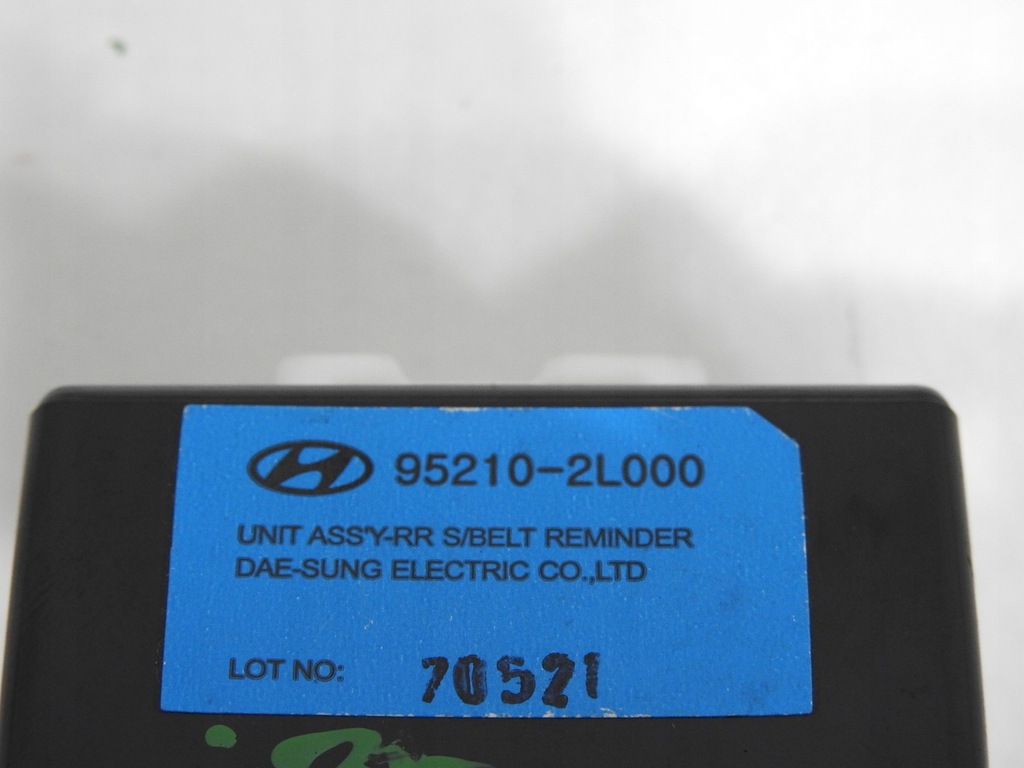 95210-2L000
UNIT ASS'Y-RR S/BELT REMINDER
DAE-SUNG ELECTRIC CO.,LTD
LOT NO: 70521